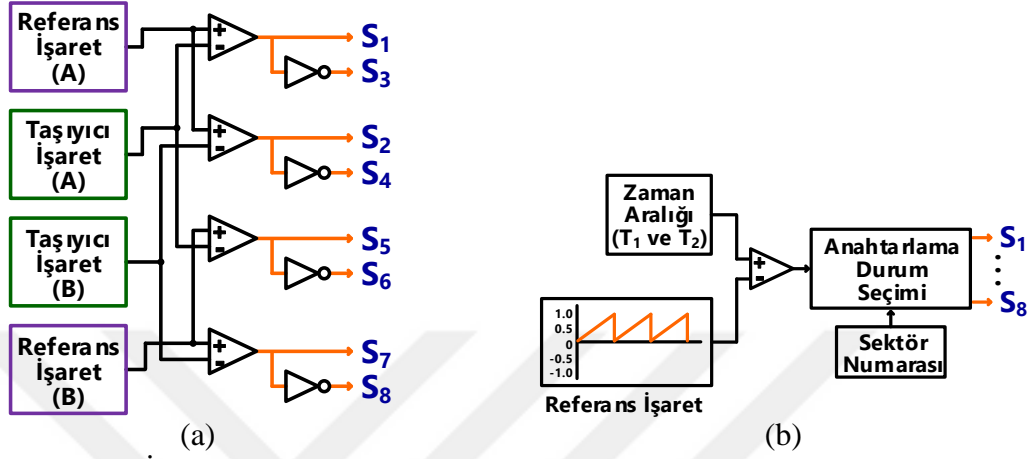 Referans
İşaret
(A)
Taşıyıcı
İşaret
(A)
Taşıyıcı
İşaret
(B)
Referans
İşaret
(B)
S₁
S₃
S₂
S₄
S₅
S₆
S₇
S₈
(a)
Zaman
Aralığı
(T₁ ve T₂)
1.0
0.5
0
-0.5
-1.0
Referans İşaret
Anahtarlama
Durum
Seçimi
Sektör
Numarası
S₁
S₈
(b)